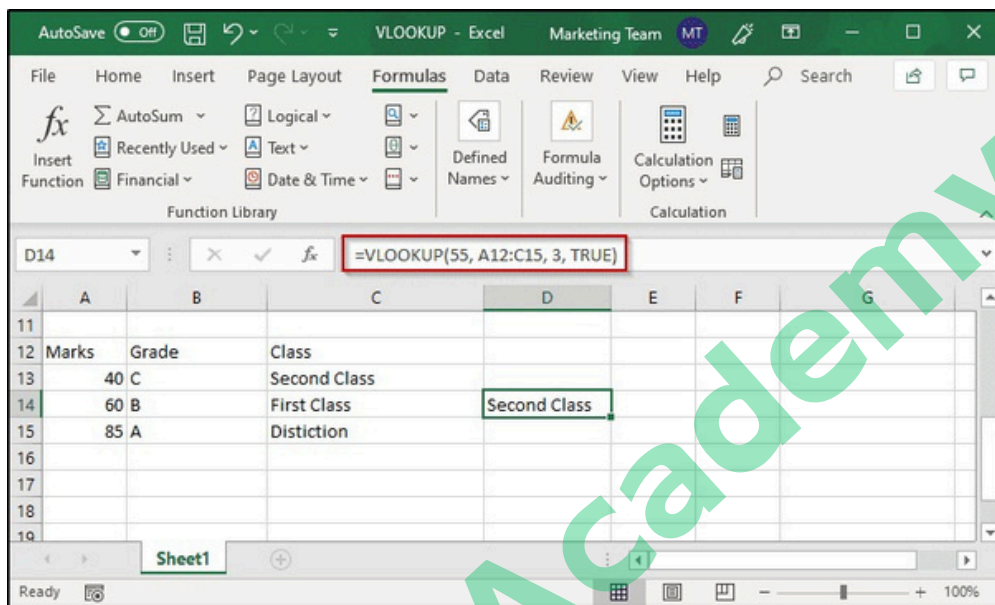 AutoSave Off VLOOKUP - Excel Marketing Team MT
File Home Insert Page Layout Formulas Data Review View Help Search
fx Insert Function
∑ AutoSum
Recently Used
Financial
? Logical
A Text
Date & Time
Defined Names
Formula Auditing
Calculation Options
Function Library Calculation
D14 fx =VLOOKUP(55, A12:C15, 3, TRUE)
A B C D E F G
11
12 Marks Grade Class
13 40 C Second Class
14 60 B First Class Second Class
15 85 A Distiction
16
17
18
19
Sheet1
Ready 100%
Academy